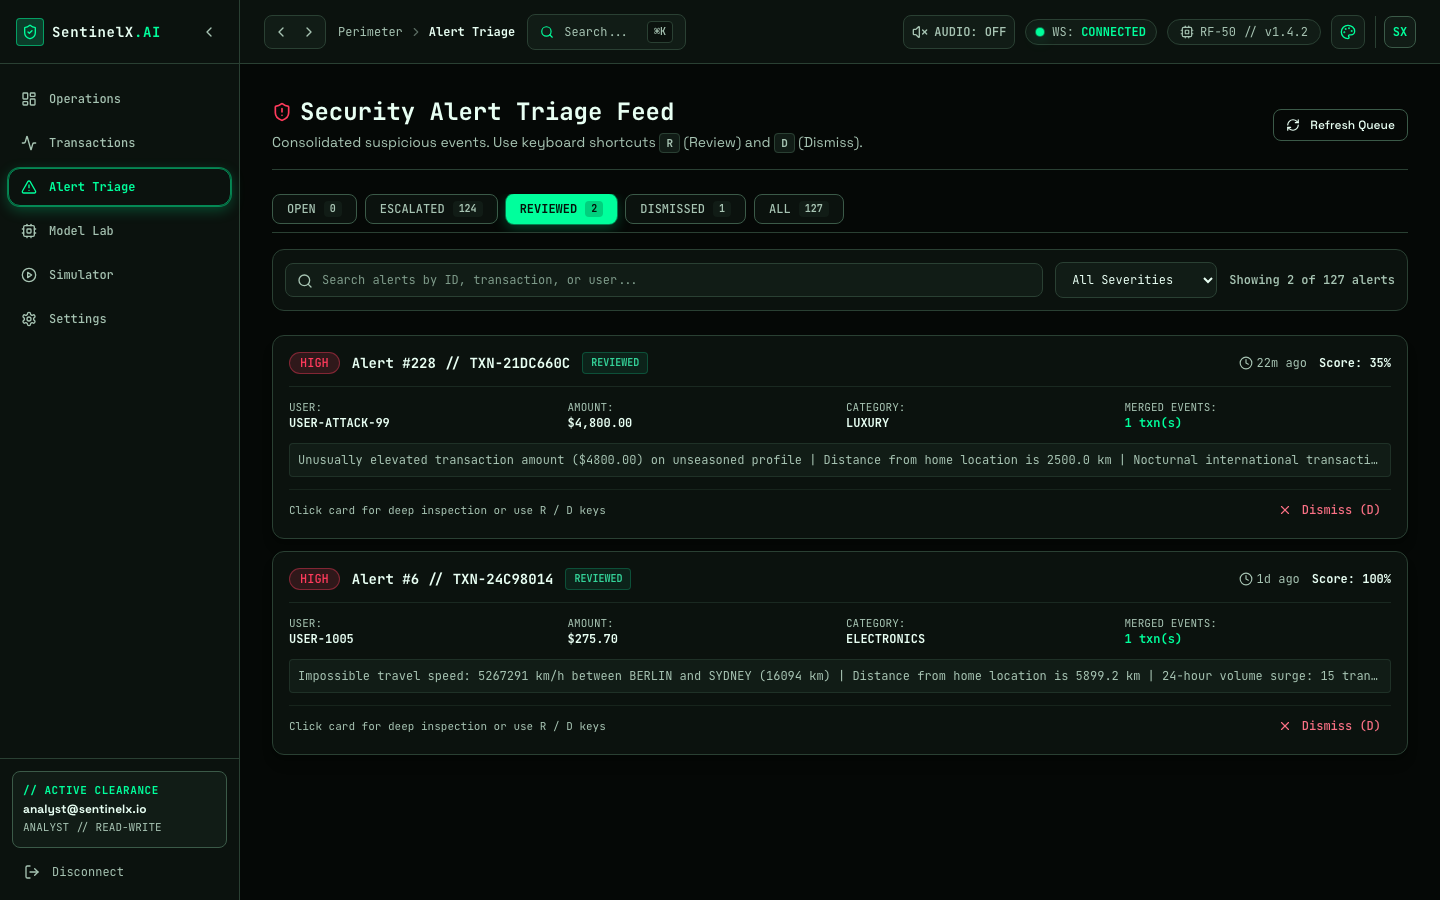 SentinelX.AI
Perimeter > Alert Triage
Search... ⌘K
AUDIO: OFF
WS: CONNECTED
RF-50 // v1.4.2
SX
Operations
Transactions
Alert Triage
Model Lab
Simulator
Settings
// ACTIVE CLEARANCE
analyst@sentinelx.io
ANALYST // READ-WRITE
Disconnect
Security Alert Triage Feed
Consolidated suspicious events. Use keyboard shortcuts R (Review) and D (Dismiss).
Refresh Queue
OPEN 0 ESCALATED 124 REVIEWED 2 DISMISSED 1 ALL 127
Search alerts by ID, transaction, or user...
All Severities
Showing 2 of 127 alerts
HIGH Alert #228 // TXN-21DC660C REVIEWED 22m ago Score: 35%
USER: AMOUNT: CATEGORY: MERGED EVENTS:
USER-ATTACK-99 $4,800.00 LUXURY 1 txn(s)
Unusually elevated transaction amount ($4800.00) on unseasoned profile | Distance from home location is 2500.0 km | Nocturnal international transacti…
Click card for deep inspection or use R / D keys Dismiss (D)
HIGH Alert #6 // TXN-24C98014 REVIEWED 1d ago Score: 100%
USER: AMOUNT: CATEGORY: MERGED EVENTS:
USER-1005 $275.70 ELECTRONICS 1 txn(s)
Impossible travel speed: 5267291 km/h between BERLIN and SYDNEY (16094 km) | Distance from home location is 5899.2 km | 24-hour volume surge: 15 tran…
Click card for deep inspection or use R / D keys Dismiss (D)